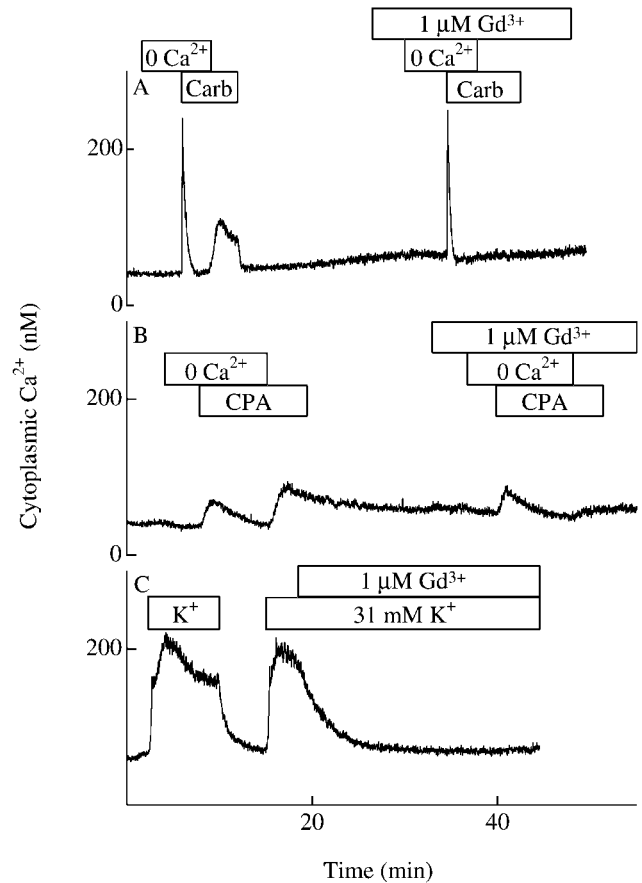 1 μM Gd³⁺
0 Ca²⁺
0 Ca²⁺
A
Carb
Carb
200
0
B
1 μM Gd³⁺
0 Ca²⁺
0 Ca²⁺
200
CPA
CPA
0
Cytoplasmic Ca²⁺ (nM)
C
1 μM Gd³⁺
K⁺
31 mM K⁺
200
20
40
Time (min)